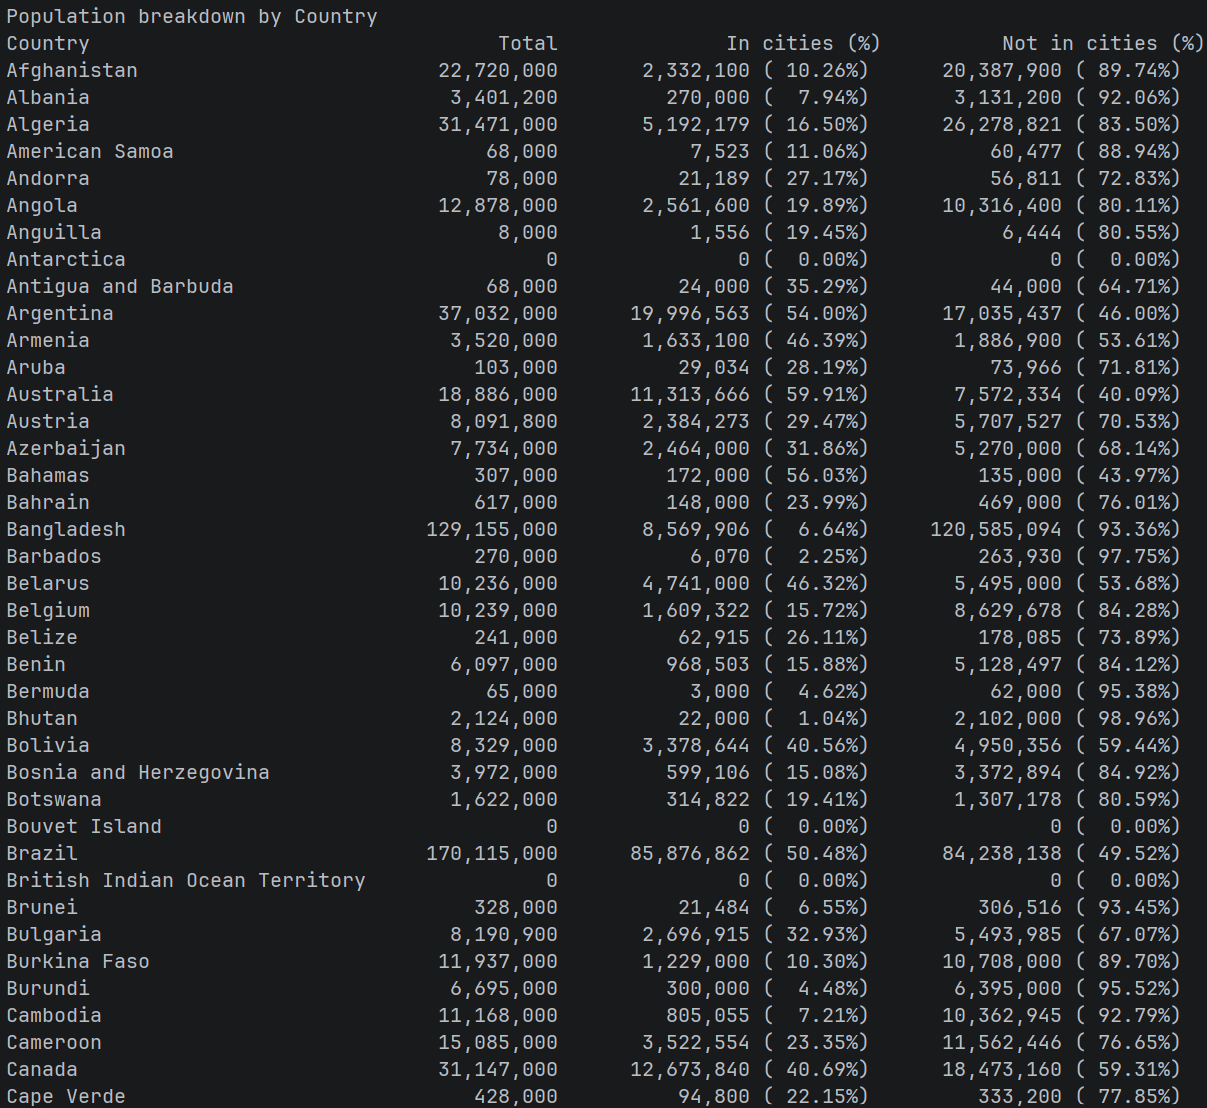 Population breakdown by Country
Country Total In cities (%) Not in cities (%)
Afghanistan 22,720,000 2,332,100 ( 10.26%) 20,387,900 ( 89.74%)
Albania 3,401,200 270,000 ( 7.94%) 3,131,200 ( 92.06%)
Algeria 31,471,000 5,192,179 ( 16.50%) 26,278,821 ( 83.50%)
American Samoa 68,000 7,523 ( 11.06%) 60,477 ( 88.94%)
Andorra 78,000 21,189 ( 27.17%) 56,811 ( 72.83%)
Angola 12,878,000 2,561,600 ( 19.89%) 10,316,400 ( 80.11%)
Anguilla 8,000 1,556 ( 19.45%) 6,444 ( 80.55%)
Antarctica 0 0 ( 0.00%) 0 ( 0.00%)
Antigua and Barbuda 68,000 24,000 ( 35.29%) 44,000 ( 64.71%)
Argentina 37,032,000 19,996,563 ( 54.00%) 17,035,437 ( 46.00%)
Armenia 3,520,000 1,633,100 ( 46.39%) 1,886,900 ( 53.61%)
Aruba 103,000 29,034 ( 28.19%) 73,966 ( 71.81%)
Australia 18,886,000 11,313,666 ( 59.91%) 7,572,334 ( 40.09%)
Austria 8,091,800 2,384,273 ( 29.47%) 5,707,527 ( 70.53%)
Azerbaijan 7,734,000 2,464,000 ( 31.86%) 5,270,000 ( 68.14%)
Bahamas 307,000 172,000 ( 56.03%) 135,000 ( 43.97%)
Bahrain 617,000 148,000 ( 23.99%) 469,000 ( 76.01%)
Bangladesh 129,155,000 8,569,906 ( 6.64%) 120,585,094 ( 93.36%)
Barbados 270,000 6,070 ( 2.25%) 263,930 ( 97.75%)
Belarus 10,236,000 4,741,000 ( 46.32%) 5,495,000 ( 53.68%)
Belgium 10,239,000 1,609,322 ( 15.72%) 8,629,678 ( 84.28%)
Belize 241,000 62,915 ( 26.11%) 178,085 ( 73.89%)
Benin 6,097,000 968,503 ( 15.88%) 5,128,497 ( 84.12%)
Bermuda 65,000 3,000 ( 4.62%) 62,000 ( 95.38%)
Bhutan 2,124,000 22,000 ( 1.04%) 2,102,000 ( 98.96%)
Bolivia 8,329,000 3,378,644 ( 40.56%) 4,950,356 ( 59.44%)
Bosnia and Herzegovina 3,972,000 599,106 ( 15.08%) 3,372,894 ( 84.92%)
Botswana 1,622,000 314,822 ( 19.41%) 1,307,178 ( 80.59%)
Bouvet Island 0 0 ( 0.00%) 0 ( 0.00%)
Brazil 170,115,000 85,876,862 ( 50.48%) 84,238,138 ( 49.52%)
British Indian Ocean Territory 0 0 ( 0.00%) 0 ( 0.00%)
Brunei 328,000 21,484 ( 6.55%) 306,516 ( 93.45%)
Bulgaria 8,190,900 2,696,915 ( 32.93%) 5,493,985 ( 67.07%)
Burkina Faso 11,937,000 1,229,000 ( 10.30%) 10,708,000 ( 89.70%)
Burundi 6,695,000 300,000 ( 4.48%) 6,395,000 ( 95.52%)
Cambodia 11,168,000 805,055 ( 7.21%) 10,362,945 ( 92.79%)
Cameroon 15,085,000 3,522,554 ( 23.35%) 11,562,446 ( 76.65%)
Canada 31,147,000 12,673,840 ( 40.69%) 18,473,160 ( 59.31%)
Cape Verde 428,000 94,800 ( 22.15%) 333,200 ( 77.85%)